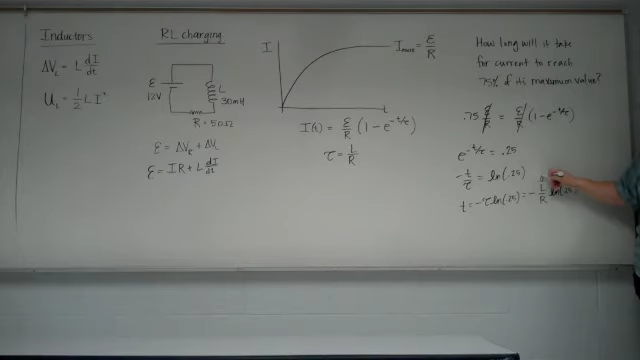 Inductors
ΔV_L = L dI/dt
U_L = 1/2 L I²
RL charging
ε
12V
L
30mH
R = 50Ω
ε = ΔV_R + ΔV_L
ε = IR + L dI/dt
I
I_max = ε/R
t
I(t) = ε/R (1 - e^(-t/τ))
τ = L/R
How long will it take
for current to reach
75% of its maximum value?
.75 ε/R = ε/R (1 - e^(-t/τ))
e^(-t/τ) = .25
-t/τ = ln(.25)
t = -τ ln(.25) = - L/R ln(.25)